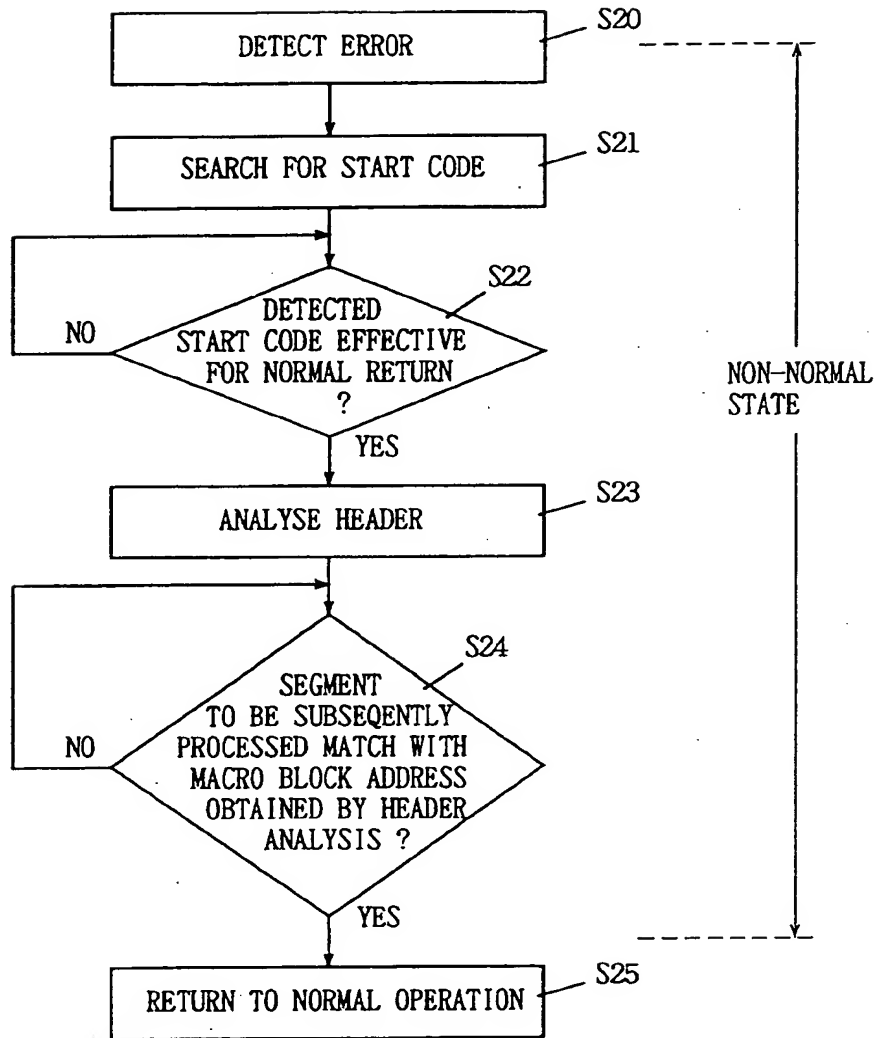 S20
DETECT ERROR
S21
SEARCH FOR START CODE
S22
DETECTED
START CODE EFFECTIVE
FOR NORMAL RETURN
?
NO
YES
NON-NORMAL
STATE
S23
ANALYSE HEADER
S24
SEGMENT
TO BE SUBSEQENTLY
PROCESSED MATCH WITH
MACRO BLOCK ADDRESS
OBTAINED BY HEADER
ANALYSIS ?
NO
YES
S25
RETURN TO NORMAL OPERATION